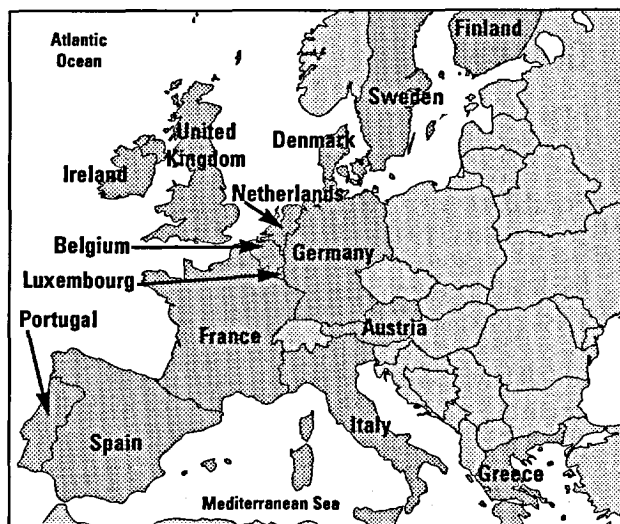 Atlantic
Ocean
Finland
Sweden
United
Kingdom
Denmark
Ireland
Netherlands
Belgium
Germany
Luxembourg
Portugal
France
Austria
Spain
Italy
Greece
Mediterranean Sea